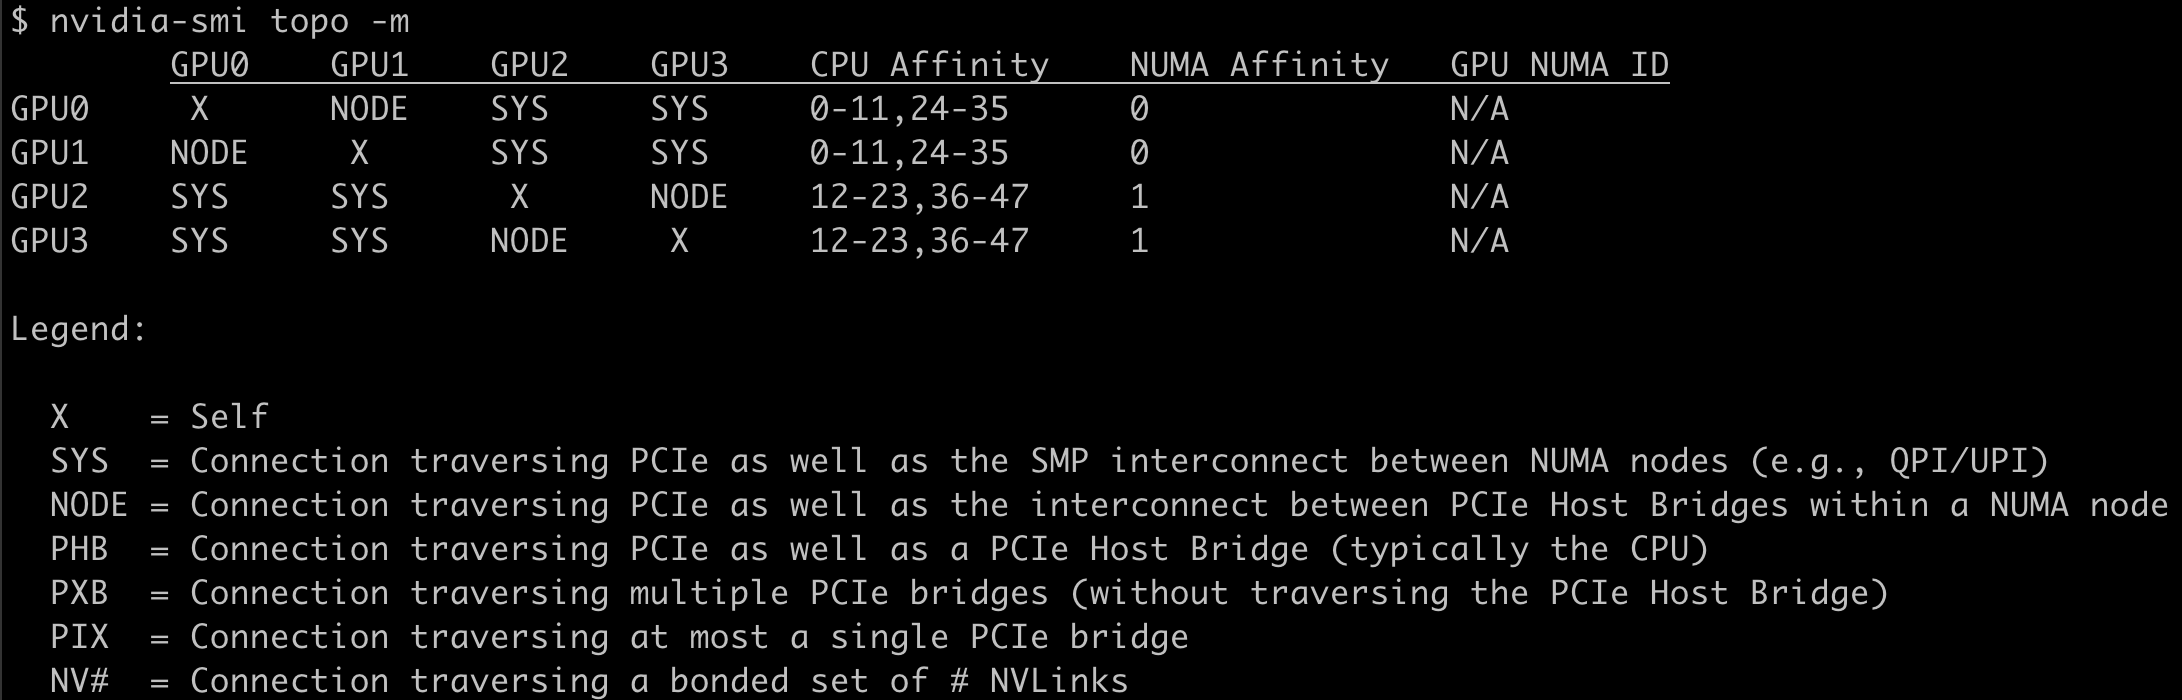 $ nvidia-smi topo -m
        GPU0    GPU1    GPU2    GPU3    CPU Affinity    NUMA Affinity   GPU NUMA ID
GPU0     X      NODE    SYS     SYS     0-11,24-35      0               N/A
GPU1    NODE     X      SYS     SYS     0-11,24-35      0               N/A
GPU2    SYS     SYS      X      NODE    12-23,36-47     1               N/A
GPU3    SYS     SYS     NODE     X      12-23,36-47     1               N/A
Legend:
  X    = Self
  SYS  = Connection traversing PCIe as well as the SMP interconnect between NUMA nodes (e.g., QPI/UPI)
  NODE = Connection traversing PCIe as well as the interconnect between PCIe Host Bridges within a NUMA node
  PHB  = Connection traversing PCIe as well as a PCIe Host Bridge (typically the CPU)
  PXB  = Connection traversing multiple PCIe bridges (without traversing the PCIe Host Bridge)
  PIX  = Connection traversing at most a single PCIe bridge
  NV#  = Connection traversing a bonded set of # NVLinks